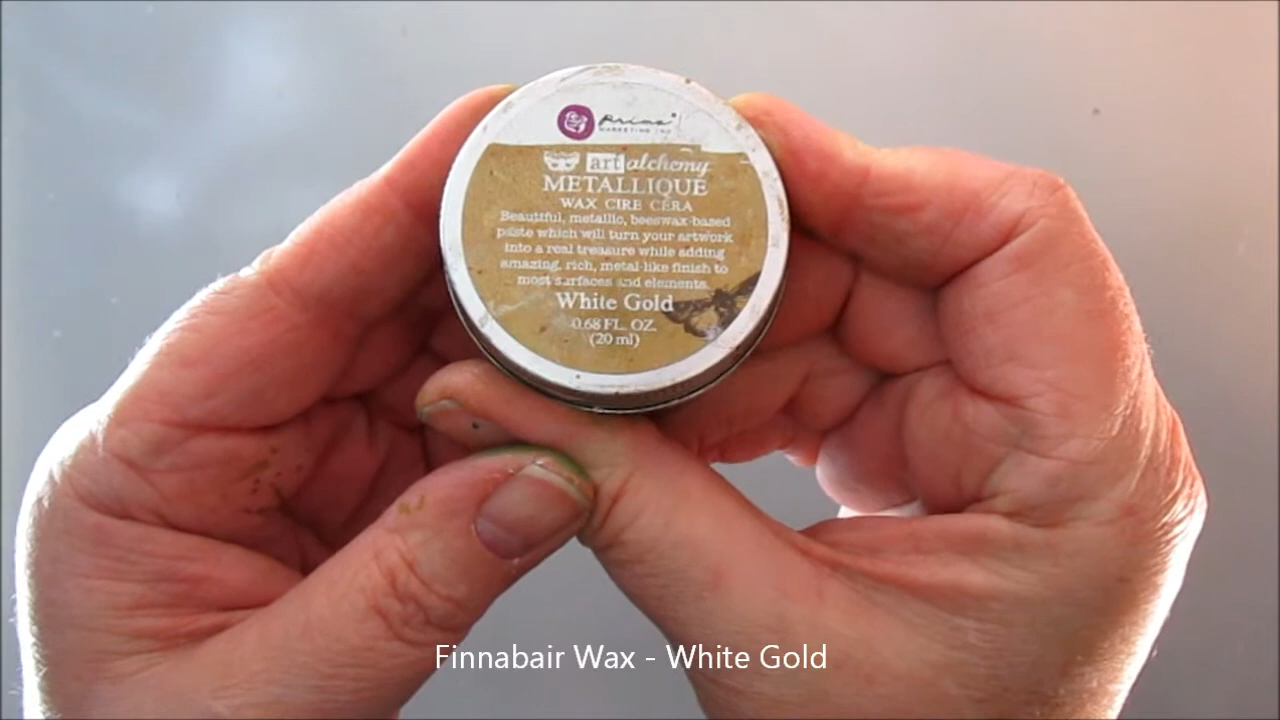 Prima
MARKETING INC
art alchemy
METALLIQUE
WAX CIRE CERA
Beautiful, metallic, beeswax-based
paste which will turn your artwork
into a real treasure while adding
amazing, rich, metal-like finish to
most surfaces and elements.
White Gold
0.68 FL. OZ.
(20 ml)
Finnabair Wax - White Gold